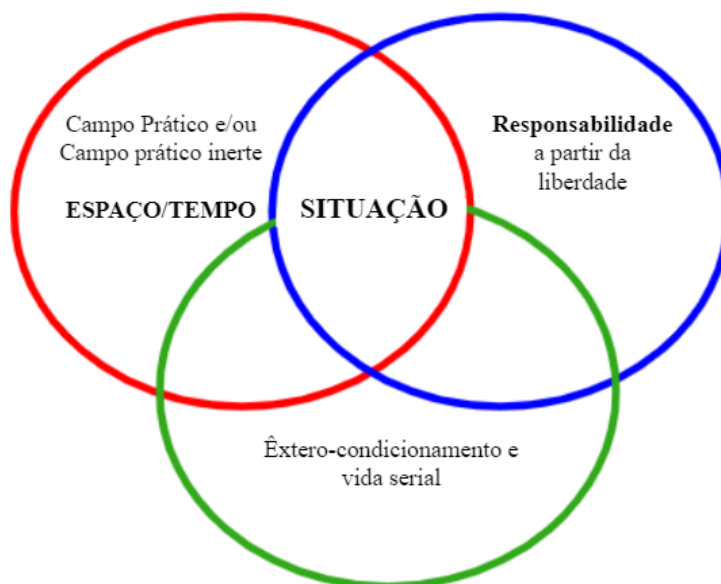 Campo Prático e/ou
Campo prático inerte
ESPAÇO/TEMPO
SITUAÇÃO
Responsabilidade
a partir da
liberdade
Êxtero-condicionamento e
vida serial